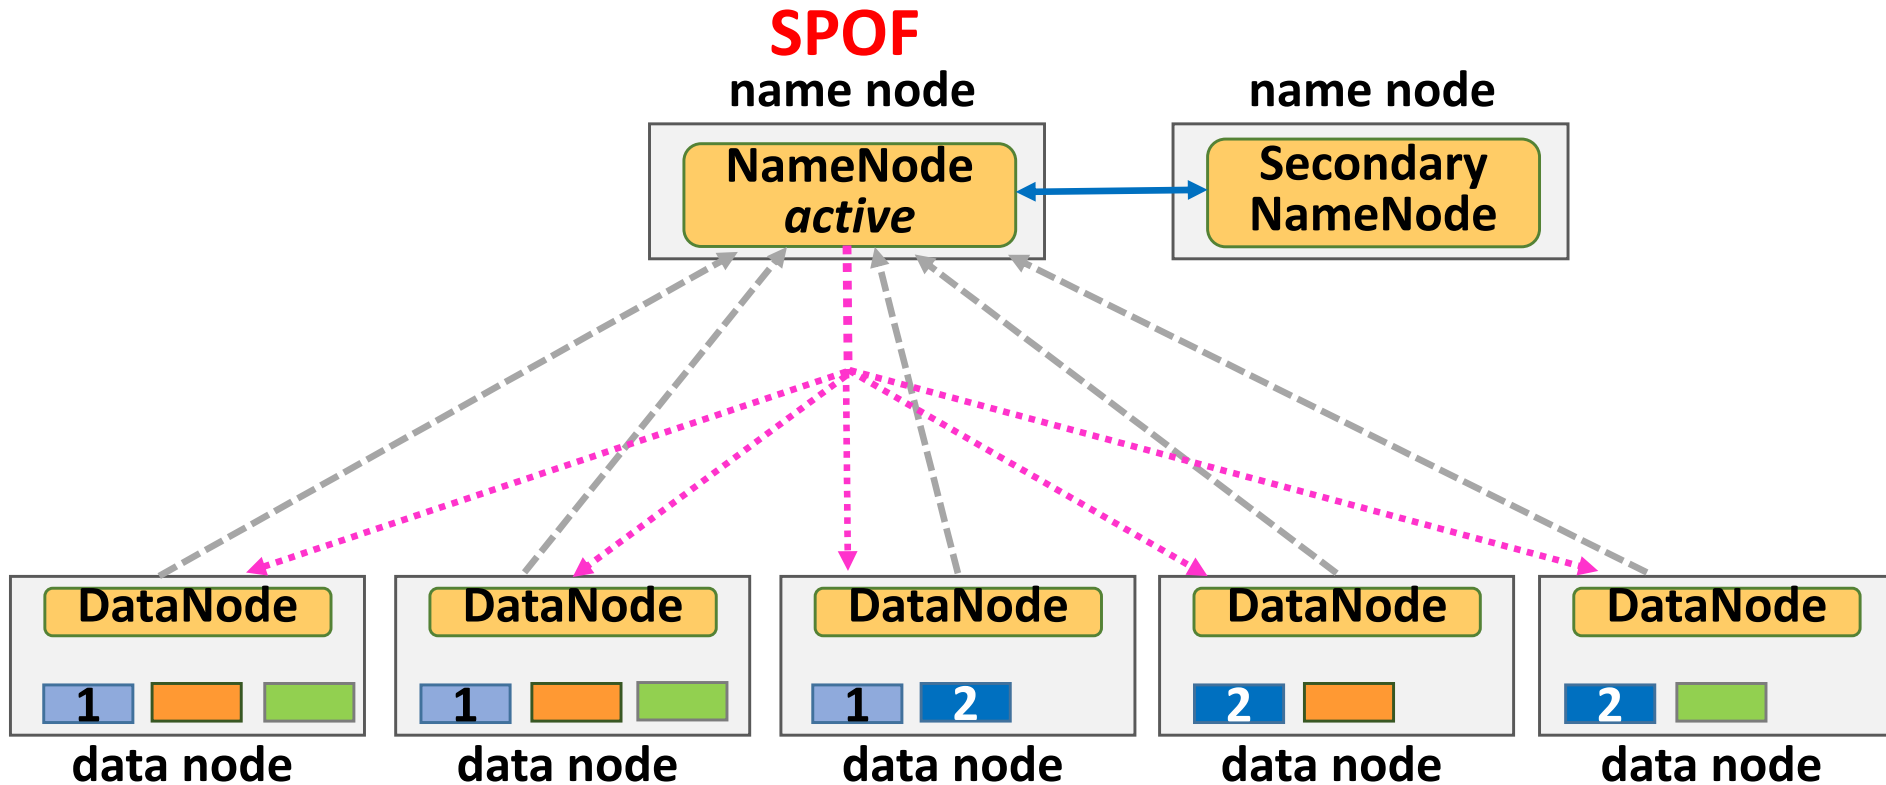 SPOF
name node
name node
NameNode
active
Secondary
NameNode
DataNode
DataNode
DataNode
DataNode
DataNode
1
1
1
2
2
2
data node
data node
data node
data node
data node